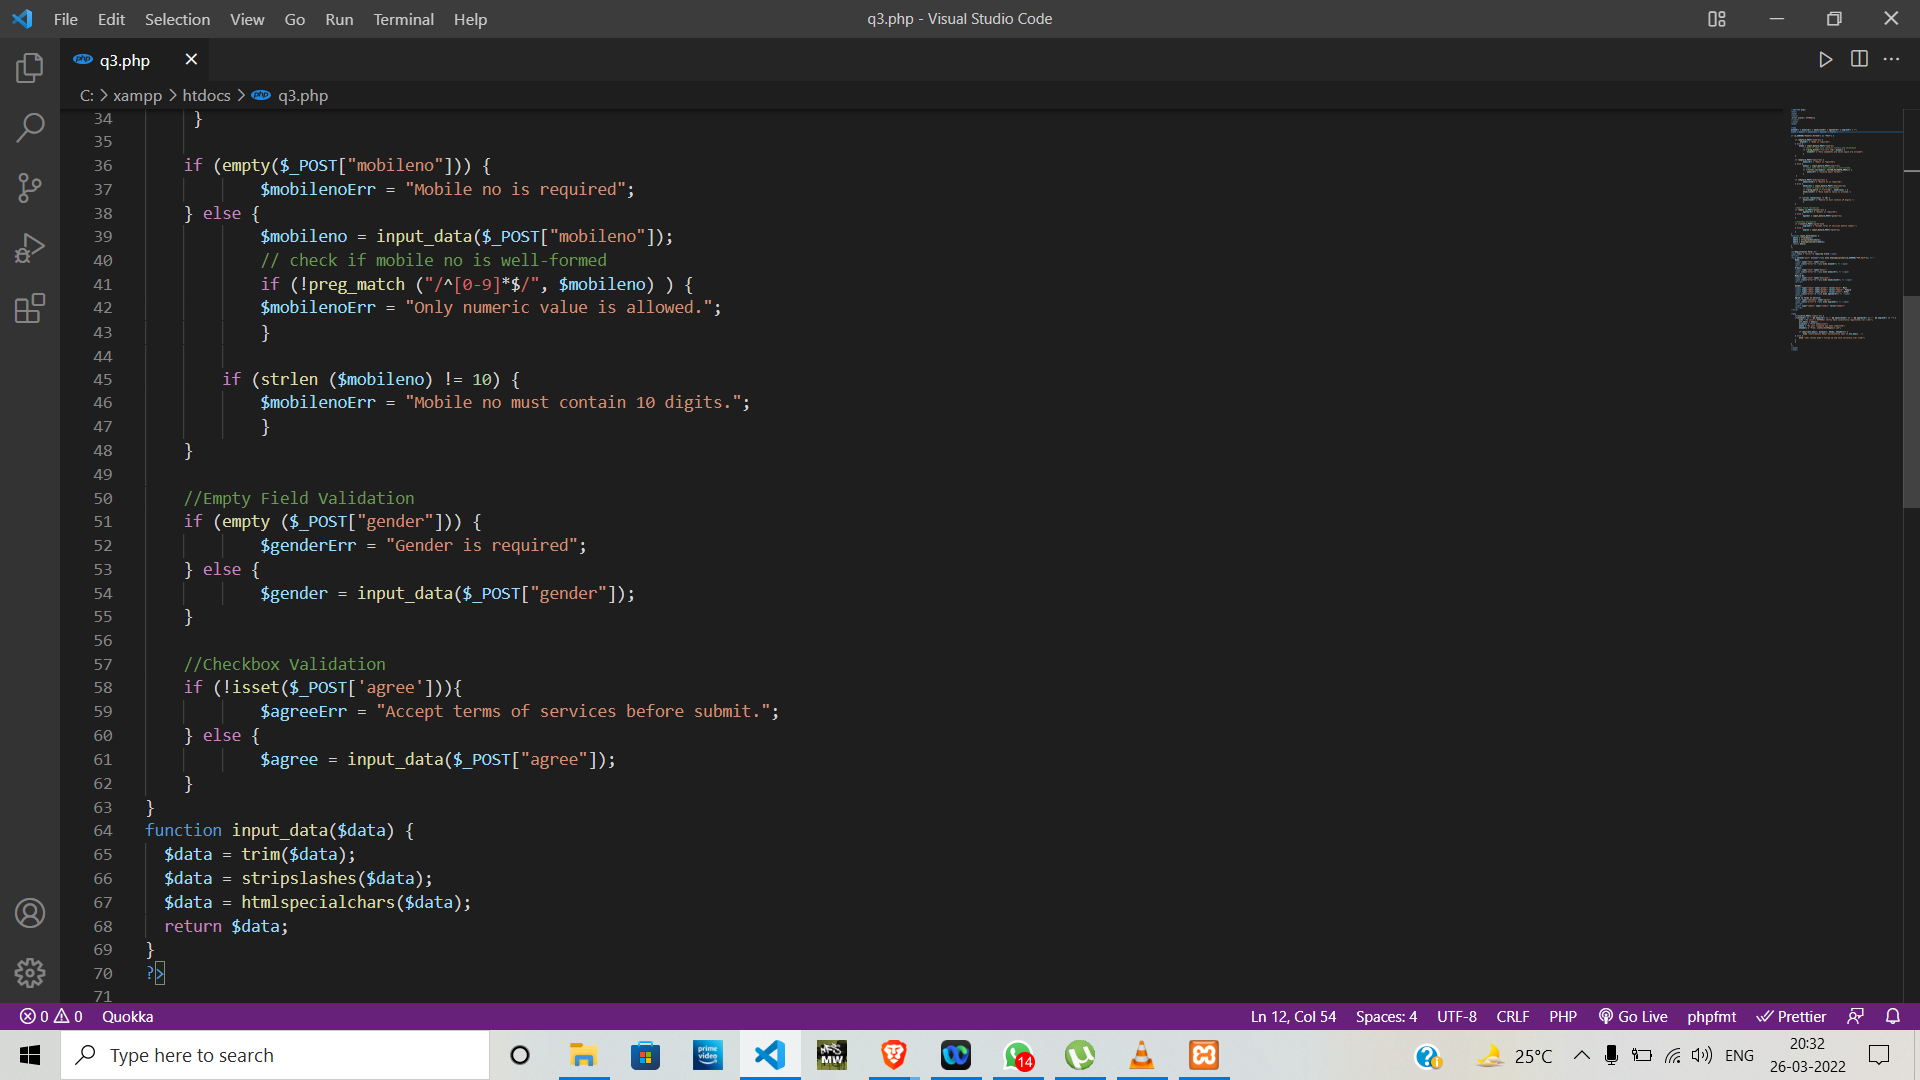 File Edit Selection View Go Run Terminal Help
q3.php - Visual Studio Code
php q3.php
C: > xampp > htdocs > php q3.php
34 }
35
36 if (empty($_POST["mobileno"])) {
37 $mobilenoErr = "Mobile no is required";
38 } else {
39 $mobileno = input_data($_POST["mobileno"]);
40 // check if mobile no is well-formed
41 if (!preg_match ("/^[0-9]*$/", $mobileno) ) {
42 $mobilenoErr = "Only numeric value is allowed.";
43 }
44
45 if (strlen ($mobileno) != 10) {
46 $mobilenoErr = "Mobile no must contain 10 digits.";
47 }
48 }
49
50 //Empty Field Validation
51 if (empty ($_POST["gender"])) {
52 $genderErr = "Gender is required";
53 } else {
54 $gender = input_data($_POST["gender"]);
55 }
56
57 //Checkbox Validation
58 if (!isset($_POST['agree'])){
59 $agreeErr = "Accept terms of services before submit.";
60 } else {
61 $agree = input_data($_POST["agree"]);
62 }
63 }
64 function input_data($data) {
65 $data = trim($data);
66 $data = stripslashes($data);
67 $data = htmlspecialchars($data);
68 return $data;
69 }
70 ?>
71
0 0 Quokka
Ln 12, Col 54 Spaces: 4 UTF-8 CRLF PHP Go Live phpfmt Prettier
Type here to search
prime video
MW
14
25°C
ENG
20:32
26-03-2022